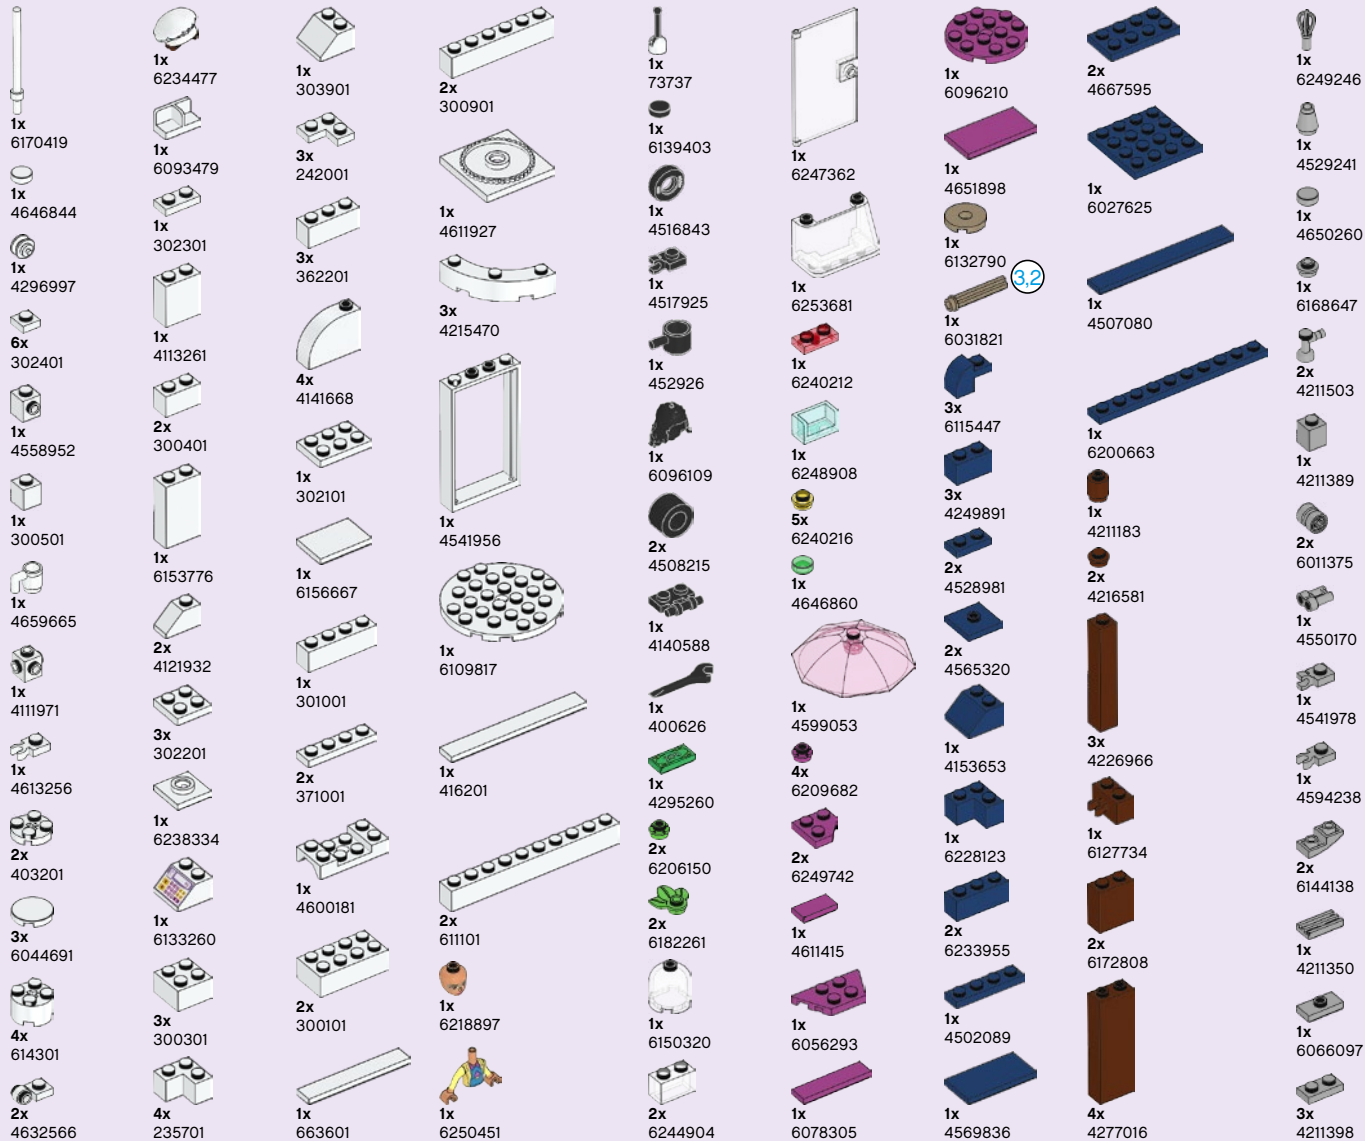 1x
6170419
1x
4646844
1x
4296997
6x
302401
1x
4558952
1x
300501
1x
4659665
1x
4111971
1x
4613256
2x
403201
3x
6044691
4x
614301
2x
4632566
1x
6234477
1x
6093479
1x
302301
1x
4113261
2x
300401
1x
6153776
2x
4121932
3x
302201
1x
6238334
1x
6133260
3x
300301
4x
235701
1x
303901
3x
242001
3x
362201
4x
4141668
1x
302101
1x
6156667
1x
301001
2x
371001
1x
4600181
2x
300101
1x
663601
2x
300901
1x
4611927
3x
4215470
1x
4541956
1x
6109817
1x
416201
2x
611101
1x
6218897
1x
6250451
1x
73737
1x
6139403
1x
4516843
1x
4517925
1x
452926
1x
6096109
2x
4508215
1x
4140588
1x
400626
1x
4295260
2x
6206150
2x
6182261
1x
6150320
2x
6244904
1x
6247362
1x
6253681
1x
6240212
1x
6248908
5x
6240216
1x
4646860
1x
4599053
4x
6209682
2x
6249742
1x
4611415
1x
6056293
1x
6078305
1x
6096210
1x
4651898
1x
6132790
3,2
1x
6031821
3x
6115447
3x
4249891
2x
4528981
2x
4565320
1x
4153653
1x
6228123
2x
6233955
1x
4502089
1x
4569836
2x
4667595
1x
6027625
1x
4507080
1x
6200663
1x
4211183
2x
4216581
3x
4226966
1x
6127734
2x
6172808
4x
4277016
1x
6249246
1x
4529241
1x
4650260
1x
6168647
2x
4211503
1x
4211389
2x
6011375
1x
4550170
1x
4541978
1x
4594238
2x
6144138
1x
4211350
1x
6066097
3x
4211398